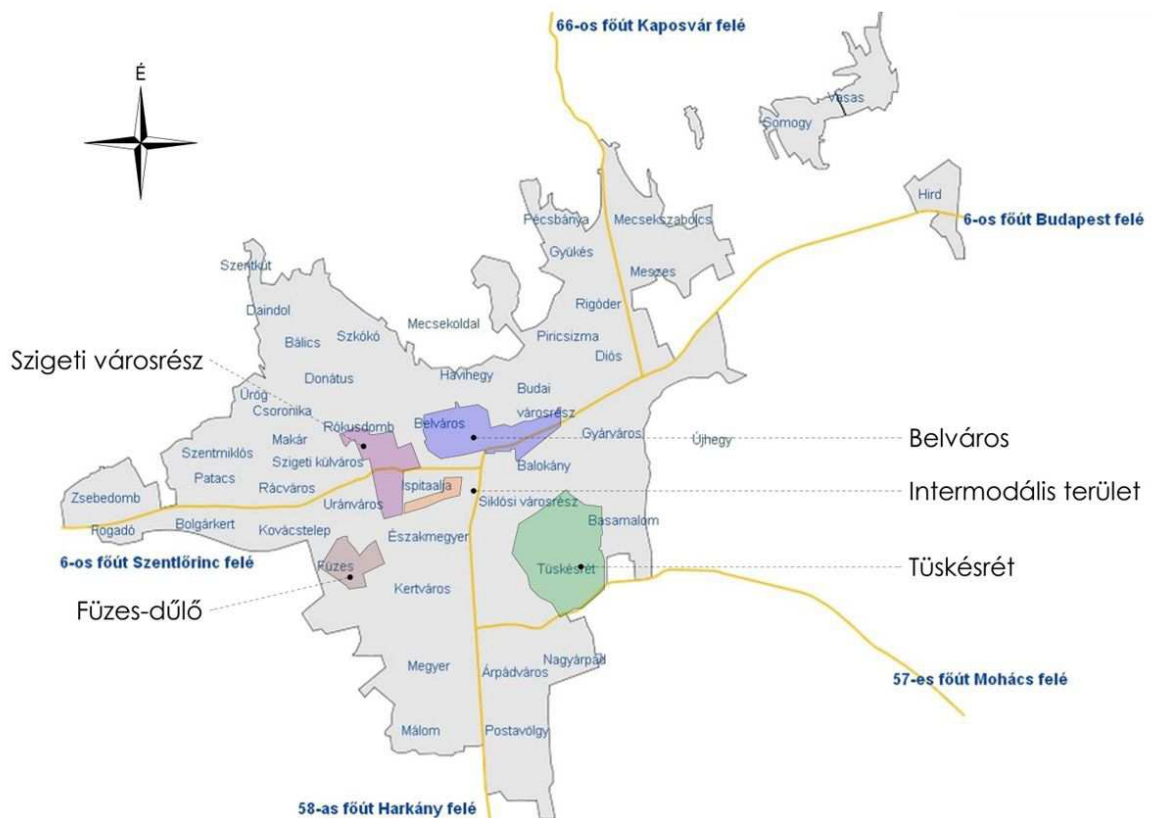 66-os főút Kaposvár felé
É
Vasas
Somogy
Hird
6-os főút Budapest felé
Pécsbánya
Mecsekszabolcs
Gyükés
Meszes
Szentkút
Rigóder
Daindol
Mecsekoldal
Szkókó
Piricsizma
Bálics
Diós
Szigeti városrész
Donátus
Havihegy
Budai
városrész
Ürög
Csoronika
Rókusdomb
Belváros
Gyárváros
Újhegy
Belváros
Makár
Szentmiklós
Szigeti külváros
Balokány
Patacs
Rácváros
Ispitaalja
Intermodális terület
Zsebedomb
Uránváros
Siklósi városrész
Fogadó
Bolgárkert
Kovácstelep
Északmegyer
Basamalom
6-os főút Szentlőrinc felé
Füzes
Tüskésrét
Tüskésrét
Füzes-dűlő
Kertváros
Megyer
Árpádváros
Nagyárpád
57-es főút Mohács felé
Málom
Postavölgy
58-as főút Harkány felé